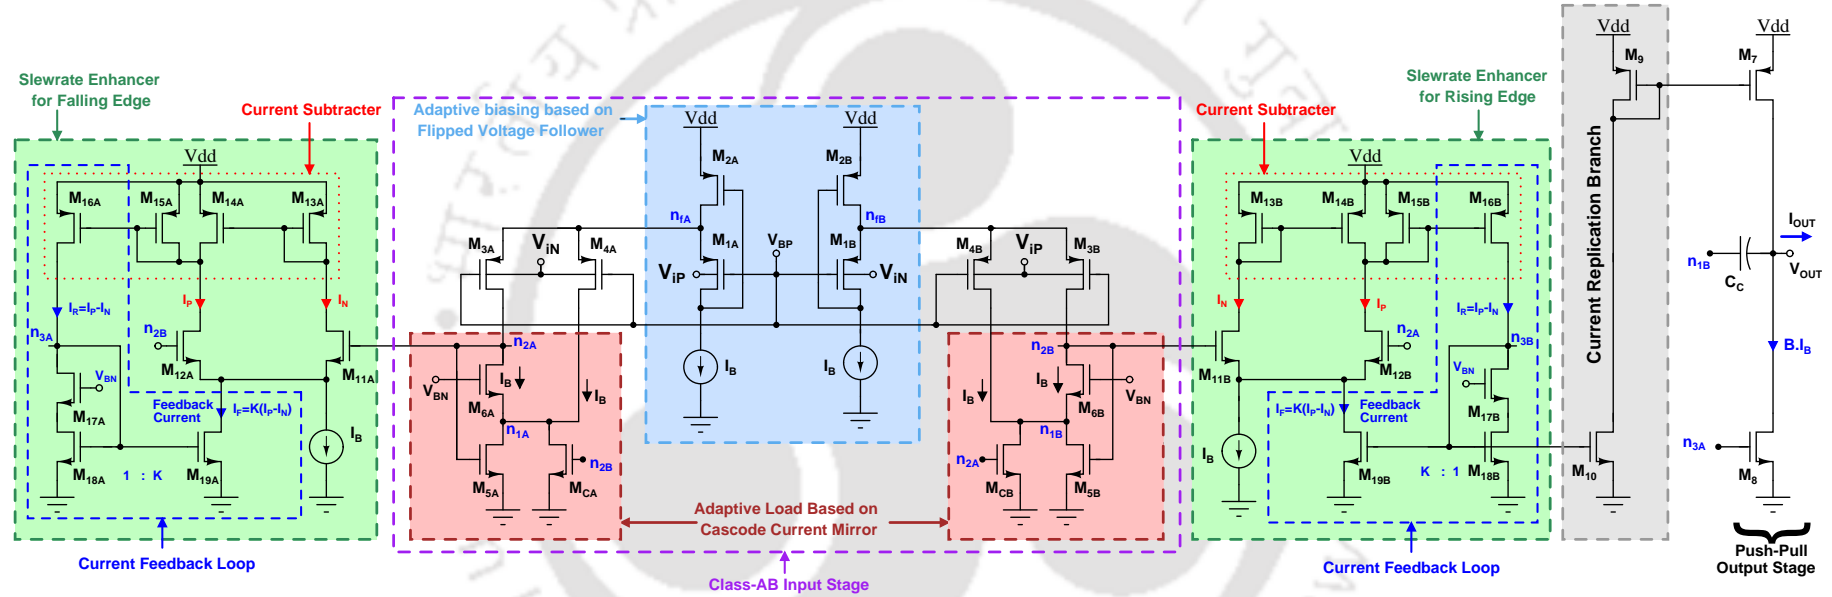 Slewrate Enhancer
for Falling Edge
Current Subtracter
Vdd
M16A
M15A
M14A
M13A
IP
IN
IR=IP-IN
n3A
n2B
M12A
M11A
VBN
M17A
Feedback
Current
IF=K(IP-IN)
IB
M18A
1 : K
M19A
Current Feedback Loop
Adaptive biasing based on
Flipped Voltage Follower
Vdd
Vdd
M2A
M2B
nfA
nfB
M3A
ViN
M4A
M1A
VBP
M1B
ViP
ViN
M4B
ViP
M3B
IB
IB
n2A
VBN
IB
IB
M6A
n1A
n2B
M5A
MCA
n2B
IB
IB
VBN
M6B
n1B
n2A
MCB
M5B
Adaptive Load Based on
Cascode Current Mirror
Class-AB Input Stage
Slewrate Enhancer
for Rising Edge
Current Subtracter
Vdd
M13B
M14B
M15B
M16B
IN
IP
IR=IP-IN
n2A
n3B
M11B
M12B
VBN
M17B
IF=K(IP-IN)
Feedback
Current
IB
M19B
K : 1
M18B
Current Feedback Loop
Vdd
M9
Current Replication Branch
M10
Vdd
M7
IOUT
n1B
VOUT
CC
B.IB
n3A
M8
Push-Pull
Output Stage